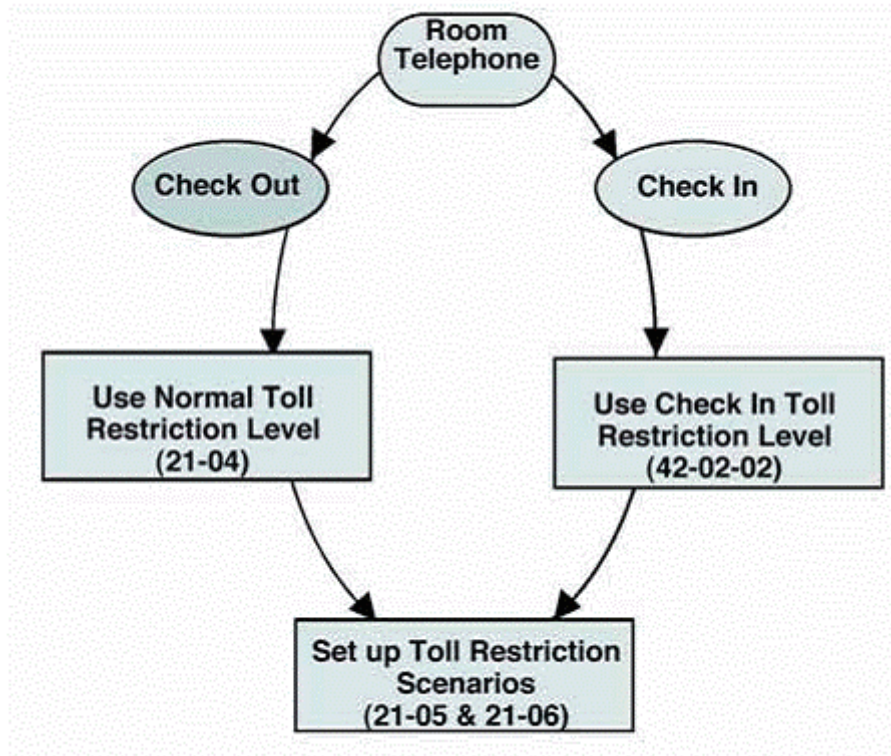 Room
Telephone
Check Out
Check In
Use Normal Toll
Restriction Level
(21-04)
Use Check In Toll
Restriction Level
(42-02-02)
Set up Toll Restriction
Scenarios
(21-05 & 21-06)